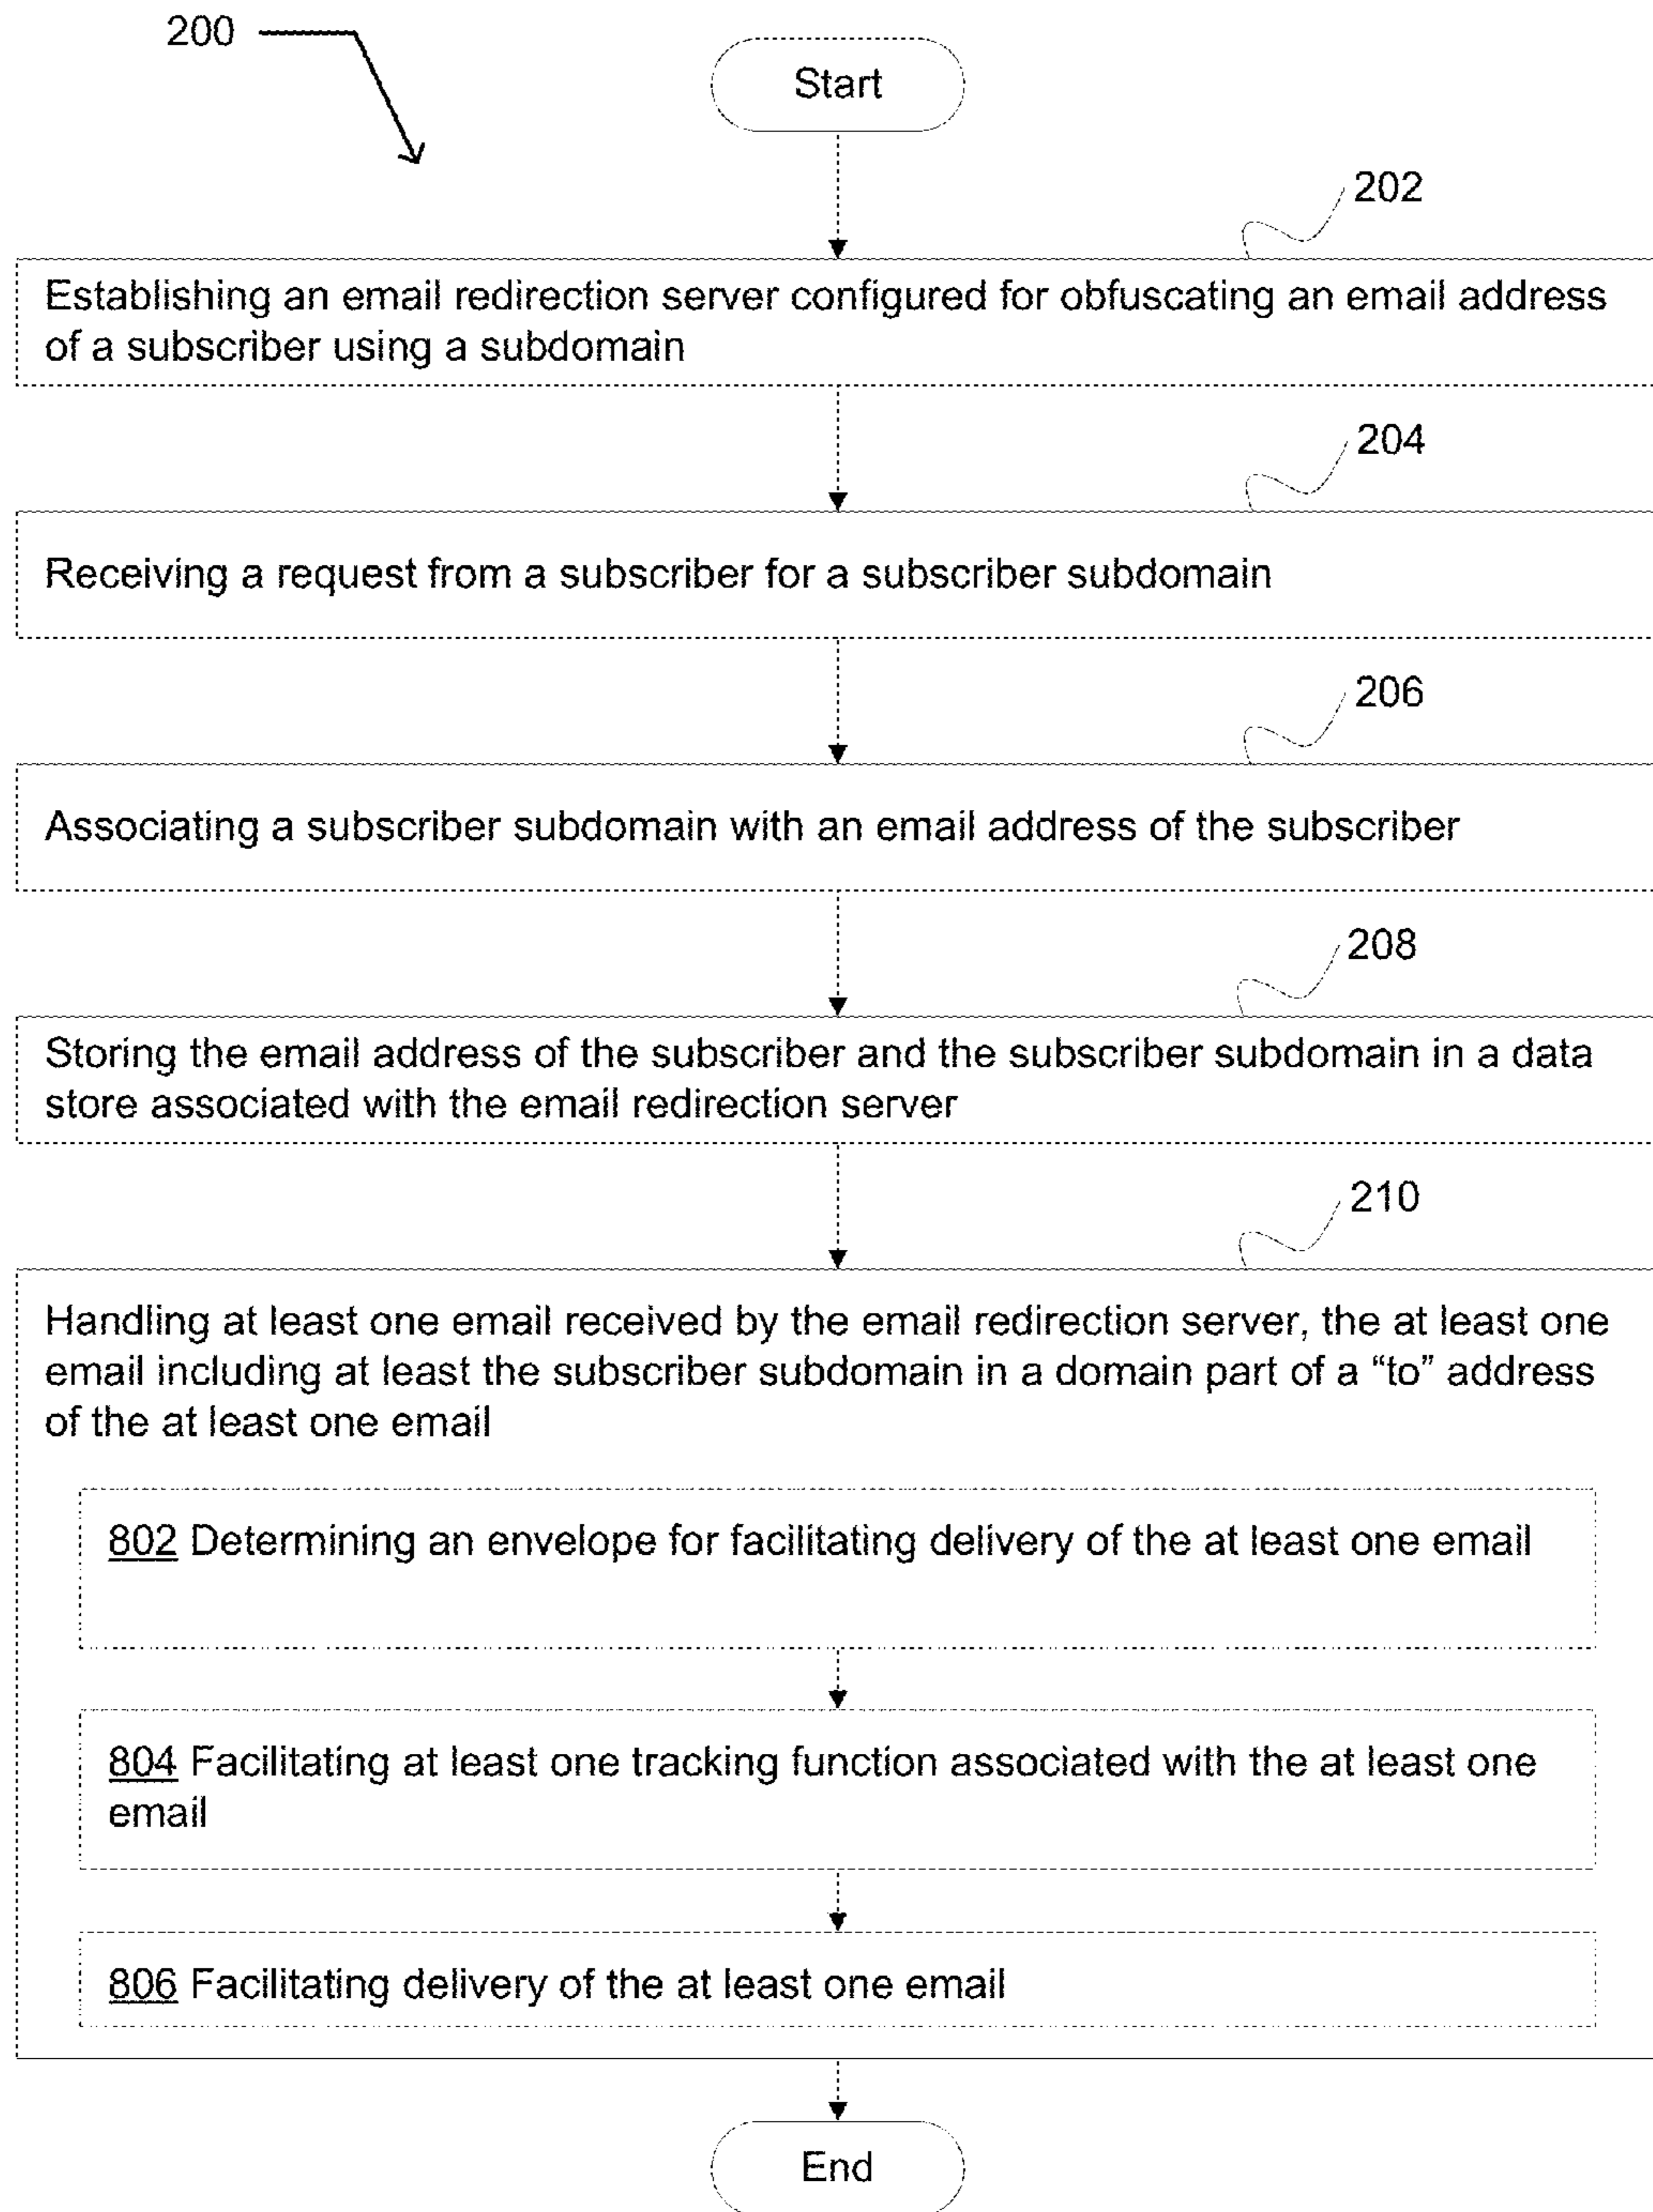 200
Start
202
Establishing an email redirection server configured for obfuscating an email address
of a subscriber using a subdomain
204
Receiving a request from a subscriber for a subscriber subdomain
206
Associating a subscriber subdomain with an email address of the subscriber
208
Storing the email address of the subscriber and the subscriber subdomain in a data
store associated with the email redirection server
210
Handling at least one email received by the email redirection server, the at least one
email including at least the subscriber subdomain in a domain part of a “to” address
of the at least one email
802 Determining an envelope for facilitating delivery of the at least one email
804 Facilitating at least one tracking function associated with the at least one
email
806 Facilitating delivery of the at least one email
End